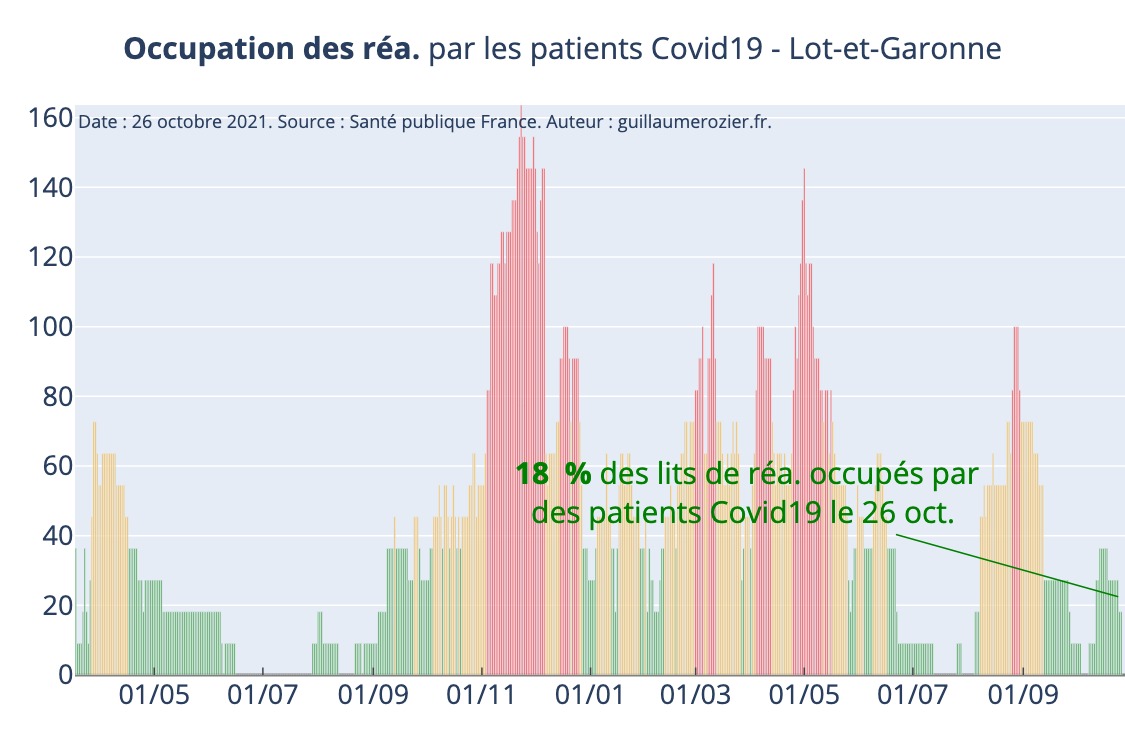 Occupation des réa. par les patients Covid19 - Lot-et-Garonne
160
Date : 26 octobre 2021. Source : Santé publique France. Auteur : guillaumerozier.fr.
140
120
100
80
60
18 % des lits de réa. occupés par
des patients Covid19 le 26 oct.
40
20
0
01/05 01/07 01/09 01/11 01/01 01/03 01/05 01/07 01/09